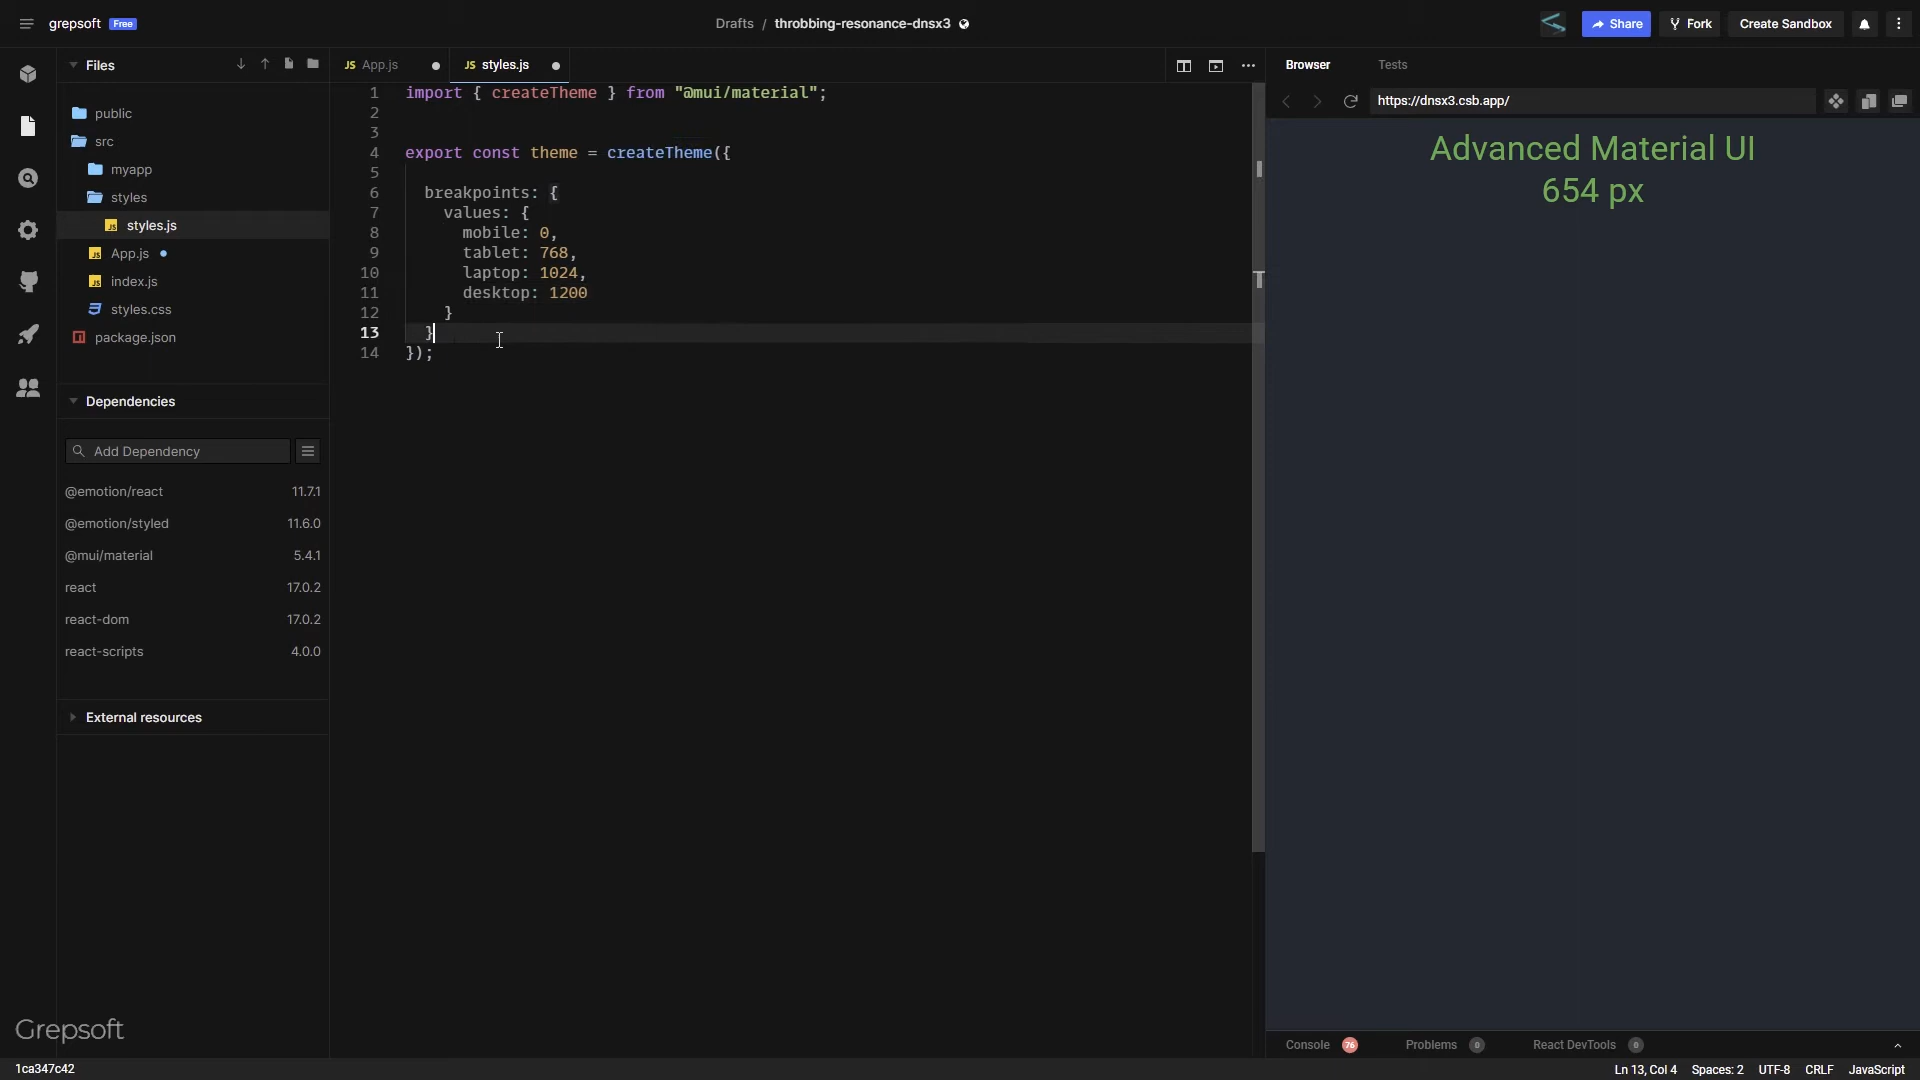 grepsoft Free
Drafts / throbbing-resonance-dnsx3
Share
Fork
Create Sandbox
Files
public
src
myapp
styles
styles.js
App.js
index.js
styles.css
package.json
Dependencies
Add Dependency
@emotion/react 11.7.1
@emotion/styled 11.6.0
@mui/material 5.4.1
react 17.0.2
react-dom 17.0.2
react-scripts 4.0.0
External resources
Grepsoft
JS App.js
JS styles.js
1 import { createTheme } from "@mui/material";
2
3
4 export const theme = createTheme({
5
6 breakpoints: {
7 values: {
8 mobile: 0,
9 tablet: 768,
10 laptop: 1024,
11 desktop: 1200
12 }
13 }
14 });
Browser Tests
https://dnsx3.csb.app/
Advanced Material UI
654 px
Console 76 Problems 0 React DevTools 0
1ca347c42
Ln 13, Col 4 Spaces: 2 UTF-8 CRLF JavaScript